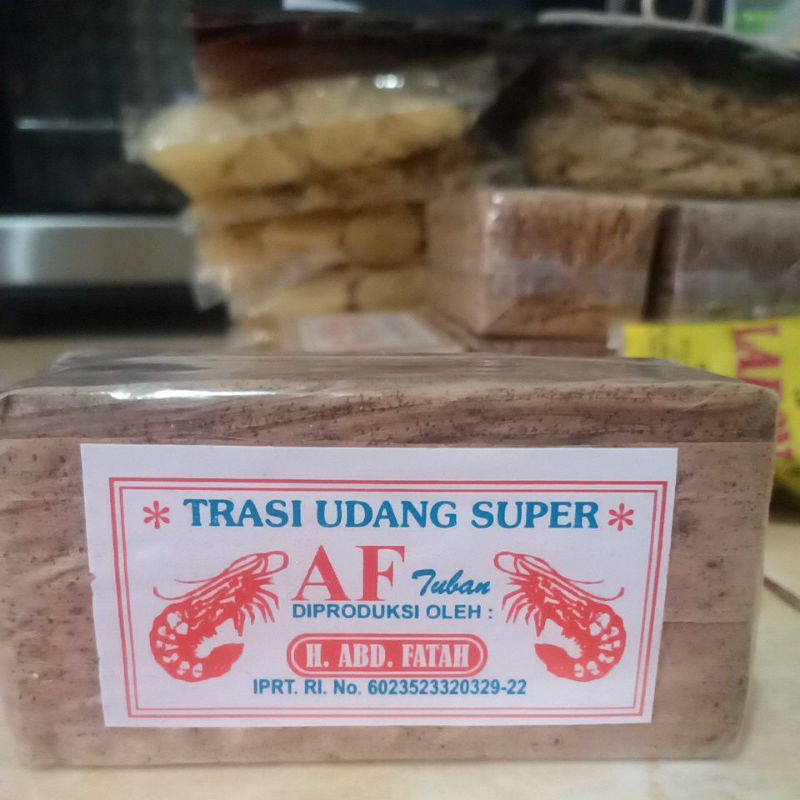 * TRASI UDANG SUPER *
AF Tuban
DIPRODUKSI OLEH :
H. ABD. FATAH
IPRT. RI. No. 6023523320329-22